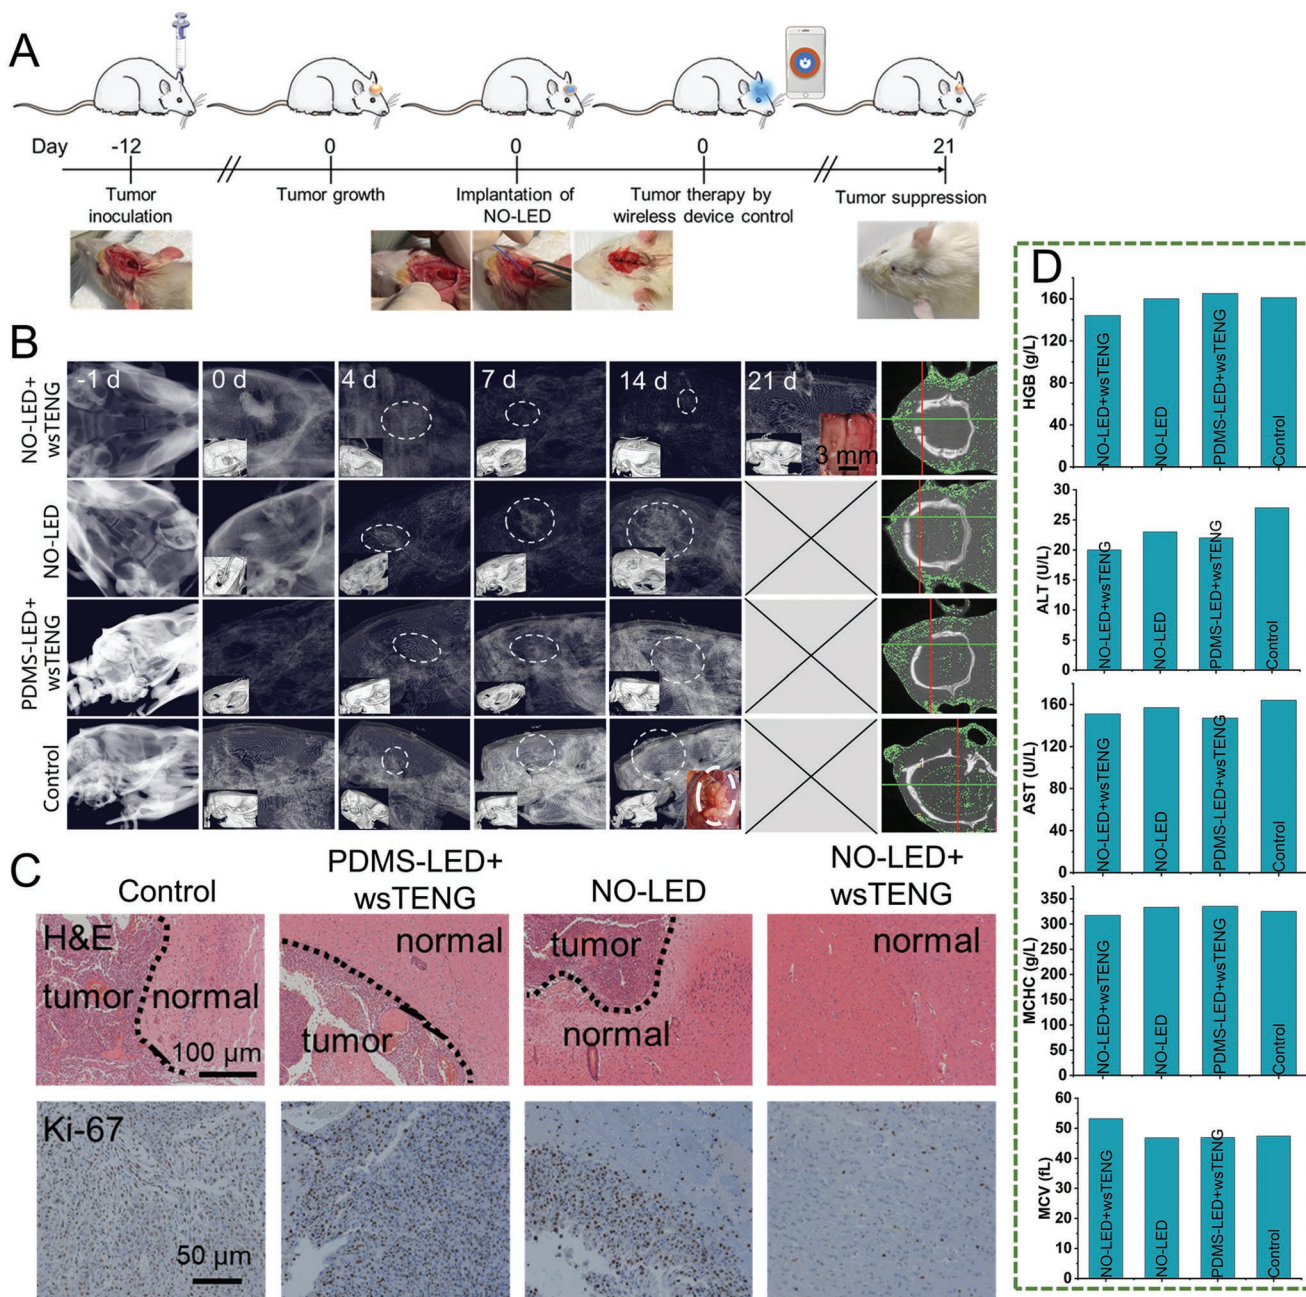 A
Day -12 0 0 0 21
Tumor
inoculation
Tumor growth
Implantation of
NO-LED
Tumor therapy by
wireless device control
Tumor suppression
B
-1 d 0 d 4 d 7 d 14 d 21 d
NO-LED+
wsTENG
3 mm
NO-LED
PDMS-LED+
wsTENG
Control
C
Control
PDMS-LED+
wsTENG
NO-LED
NO-LED+
wsTENG
H&E
tumor normal
100 μm
normal
tumor
tumor
normal
normal
Ki-67
50 μm
D
HGB (g/L)
160
120
80
40
0
NO-LED+wsTENG
NO-LED
PDMS-LED+wsTENG
Control
ALT (U/L)
30
25
20
15
10
5
0
NO-LED+wsTENG
NO-LED
PDMS-LED+wsTENG
Control
AST (U/L)
160
120
80
40
0
NO-LED+wsTENG
NO-LED
PDMS-LED+wsTENG
Control
MCHC (g/L)
350
300
250
200
150
100
50
0
NO-LED+wsTENG
NO-LED
PDMS-LED+wsTENG
Control
MCV (fL)
60
50
40
30
20
10
0
NO-LED+wsTENG
NO-LED
PDMS-LED+wsTENG
Control